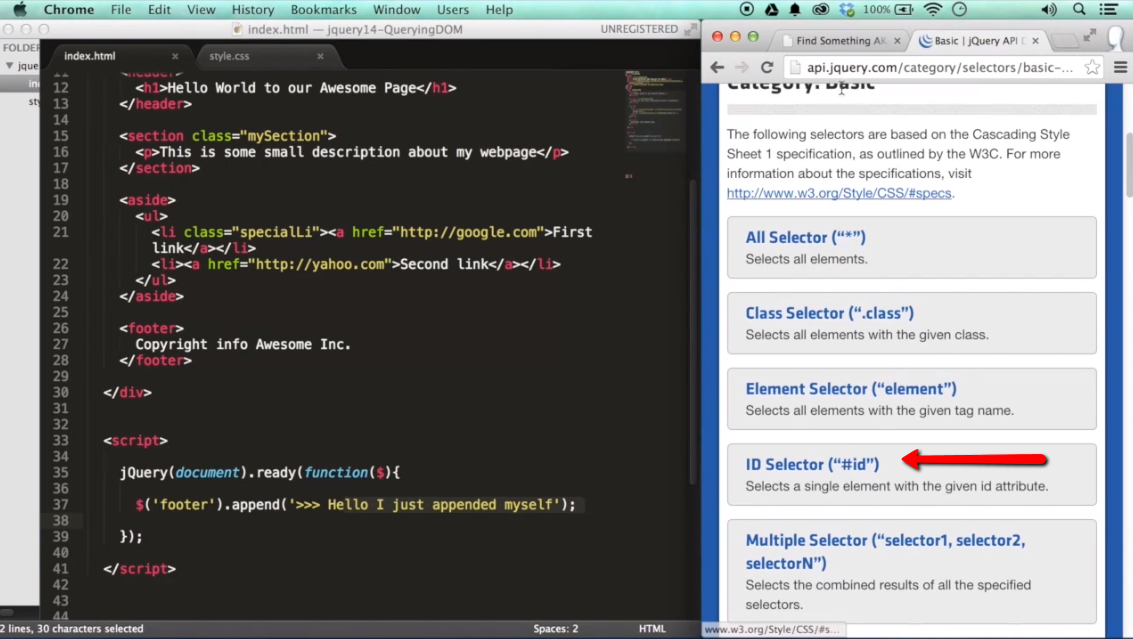 Chrome File Edit View History Bookmarks Window Users Help 100%
index.html — jquery14-QueryingDOM UNREGISTERED
FOLDER
index.html × style.css ×
jque
in
st
12 <h1>Hello World to our Awesome Page</h1>
13 </header>
14
15 <section class="mySection">
16 <p>This is some small description about my webpage</p>
17 </section>
18
19 <aside>
20 <ul>
21 <li class="specialLi"><a href="http://google.com">First
link</a></li>
22 <li><a href="http://yahoo.com">Second link</a></li>
23 </ul>
24 </aside>
25
26 <footer>
27 Copyright info Awesome Inc.
28 </footer>
29
30 </div>
31
32
33 <script>
34
35 jQuery(document).ready(function($){
36
37 $('footer').append('>>> Hello I just appended myself');
38
39 });
40
41 </script>
42
43
44
2 lines, 30 characters selected Spaces: 2 HTML
Find Something AK × Basic | jQuery API D ×
api.jquery.com/category/selectors/basic-...
Category: Basic
The following selectors are based on the Cascading Style
Sheet 1 specification, as outlined by the W3C. For more
information about the specifications, visit
http://www.w3.org/Style/CSS/#specs.
All Selector (“*”)
Selects all elements.
Class Selector (“.class”)
Selects all elements with the given class.
Element Selector (“element”)
Selects all elements with the given tag name.
ID Selector (“#id”)
Selects a single element with the given id attribute.
Multiple Selector (“selector1, selector2,
selectorN”)
Selects the combined results of all the specified
selectors.
www.w3.org/Style/CSS/#s...